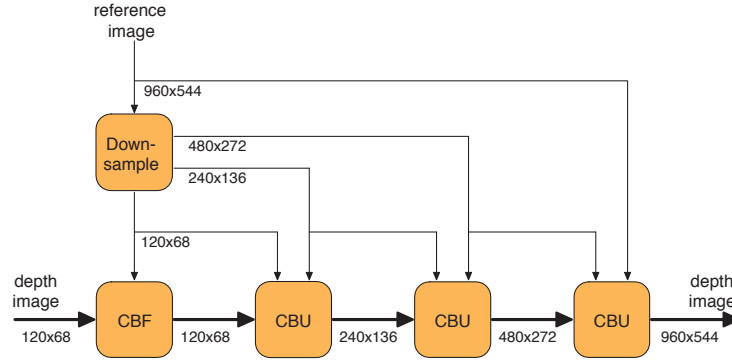 reference
image
960x544
Down-
sample
480x272
240x136
120x68
depth
image
120x68
CBF
120x68
CBU
240x136
CBU
480x272
CBU
depth
image
960x544